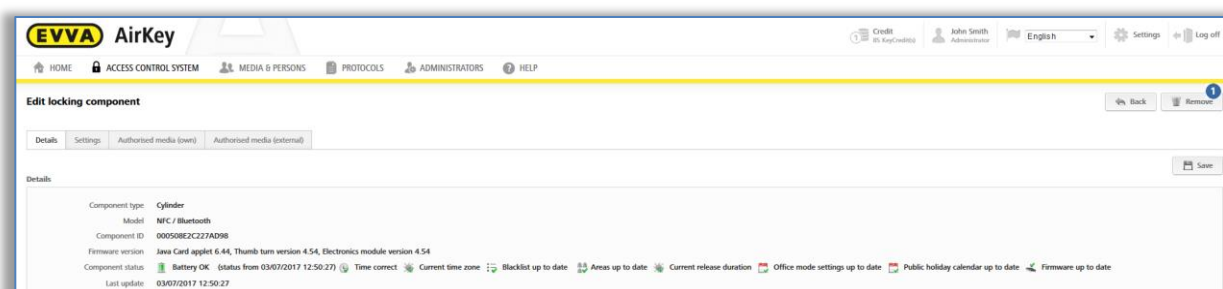 EVVA AirKey
Credit
85 KeyCredit(s)
John Smith
Administrator
English
Settings
Log off
HOME ACCESS CONTROL SYSTEM MEDIA & PERSONS PROTOCOLS ADMINISTRATORS HELP
Edit locking component
Back
Remove
1
Details Settings Authorised media (own) Authorised media (external)
Save
Details
Component type Cylinder
Model NFC / Bluetooth
Component ID 000508E2C227AD98
Firmware version Java Card applet 6.44, Thumb turn version 4.54, Electronics module version 4.54
Component status Battery OK (status from 03/07/2017 12:50:27) Time correct Current time zone Blacklist up to date Areas up to date Current release duration Office mode settings up to date Public holiday calendar up to date Firmware up to date
Last update 03/07/2017 12:50:27